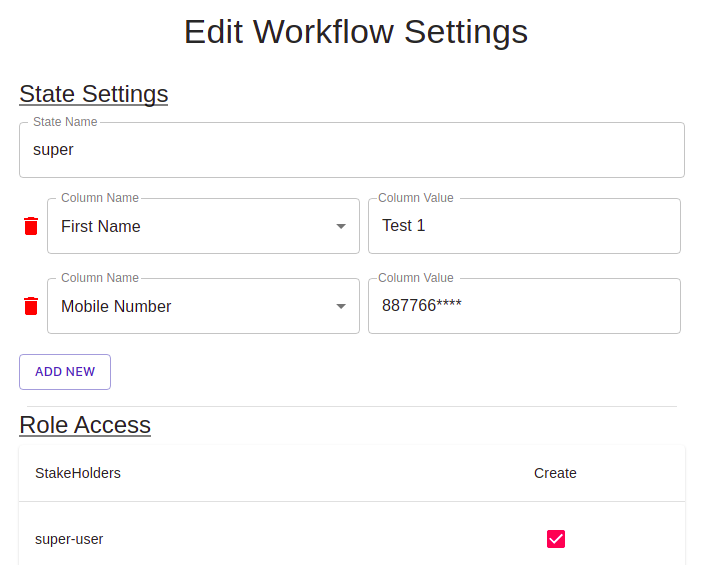 Edit Workflow Settings
State Settings
State Name
super
Column Name
Column Value
First Name
Test 1
Column Name
Column Value
Mobile Number
887766****
ADD NEW
Role Access
StakeHolders
Create
super-user